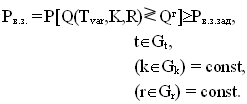 Pв.з. =P[Q(Tvar,K,R)≷ Qʳ]≥Pв.з.зад,
t∈Gt,
(k∈Gk) = const,
(r∈Gr) = const.